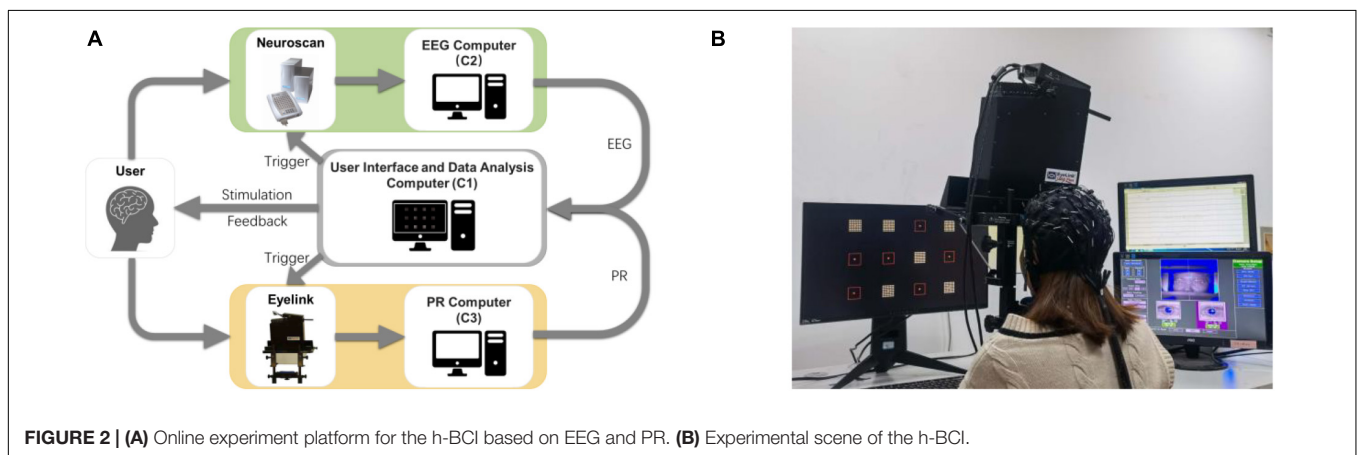 A
Neuroscan
EEG Computer
(C2)
EEG
Trigger
User Interface and Data Analysis
Computer (C1)
User
Stimulation
Feedback
Trigger
PR
Eyelink
PR Computer
(C3)
B
EyeLink
FIGURE 2 | (A) Online experiment platform for the h-BCI based on EEG and PR. (B) Experimental scene of the h-BCI.